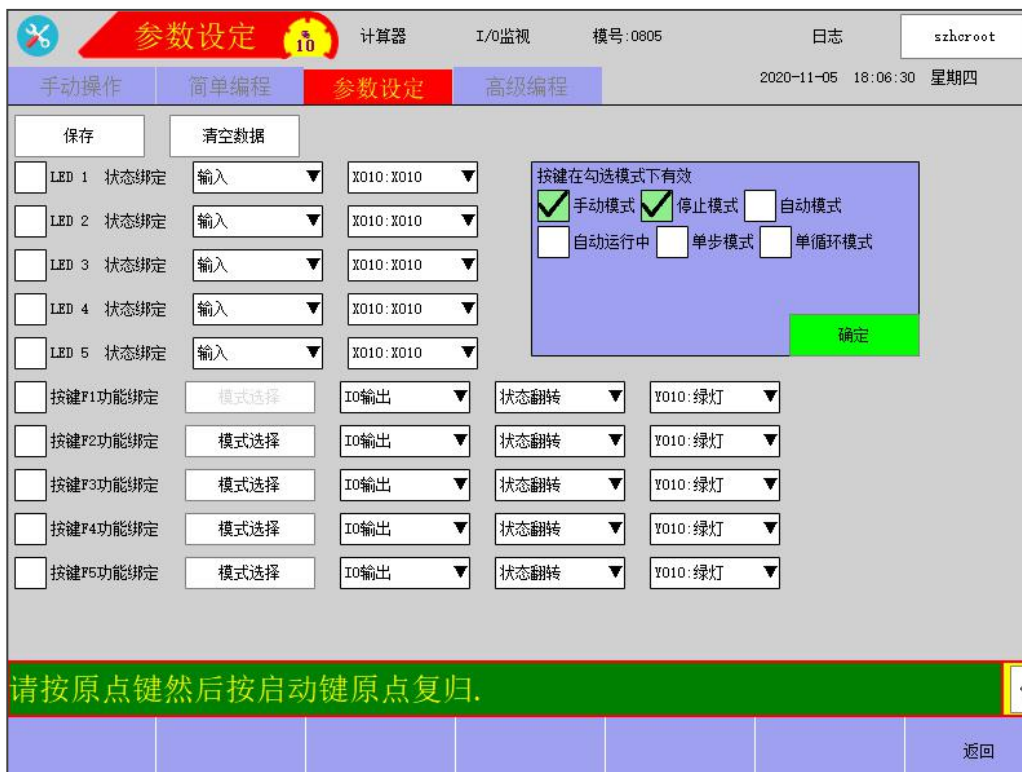 参数设定 10 计算器 I/O监视 模号:0805 日志 szhcroot
手动操作 简单编程 参数设定 高级编程 2020-11-05 18:06:30 星期四
保存 清空数据
LED 1 状态绑定 输入 X010:X010
LED 2 状态绑定 输入 X010:X010
LED 3 状态绑定 输入 X010:X010
LED 4 状态绑定 输入 X010:X010
LED 5 状态绑定 输入 X010:X010
按键在勾选模式下有效
手动模式 停止模式 自动模式
自动运行中 单步模式 单循环模式
确定
按键F1功能绑定 模式选择 IO输出 状态翻转 Y010:绿灯
按键F2功能绑定 模式选择 IO输出 状态翻转 Y010:绿灯
按键F3功能绑定 模式选择 IO输出 状态翻转 Y010:绿灯
按键F4功能绑定 模式选择 IO输出 状态翻转 Y010:绿灯
按键F5功能绑定 模式选择 IO输出 状态翻转 Y010:绿灯
请按原点键然后按启动键原点复归.
返回